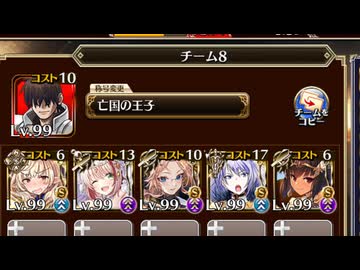 チーム8
コスト10
称号変更
亡国の王子
チームを
コピー
Lv.99
コスト6
コスト13
コスト10
コスト17
コスト6
S
S
S
Lv.99
Lv.99
Lv.99
Lv.99
Lv.99